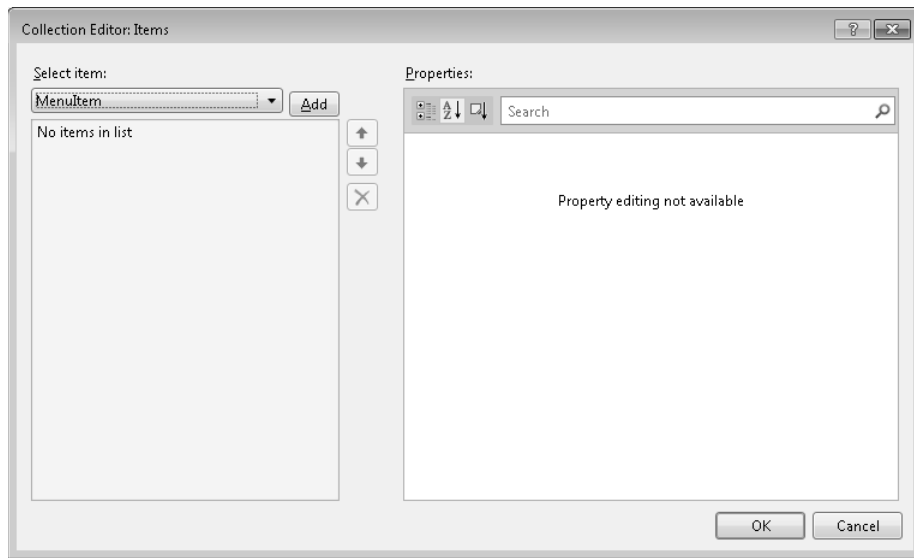 Collection Editor: Items
Select item:
MenuItem
Add
No items in list
Properties:
Search
Property editing not available
OK
Cancel